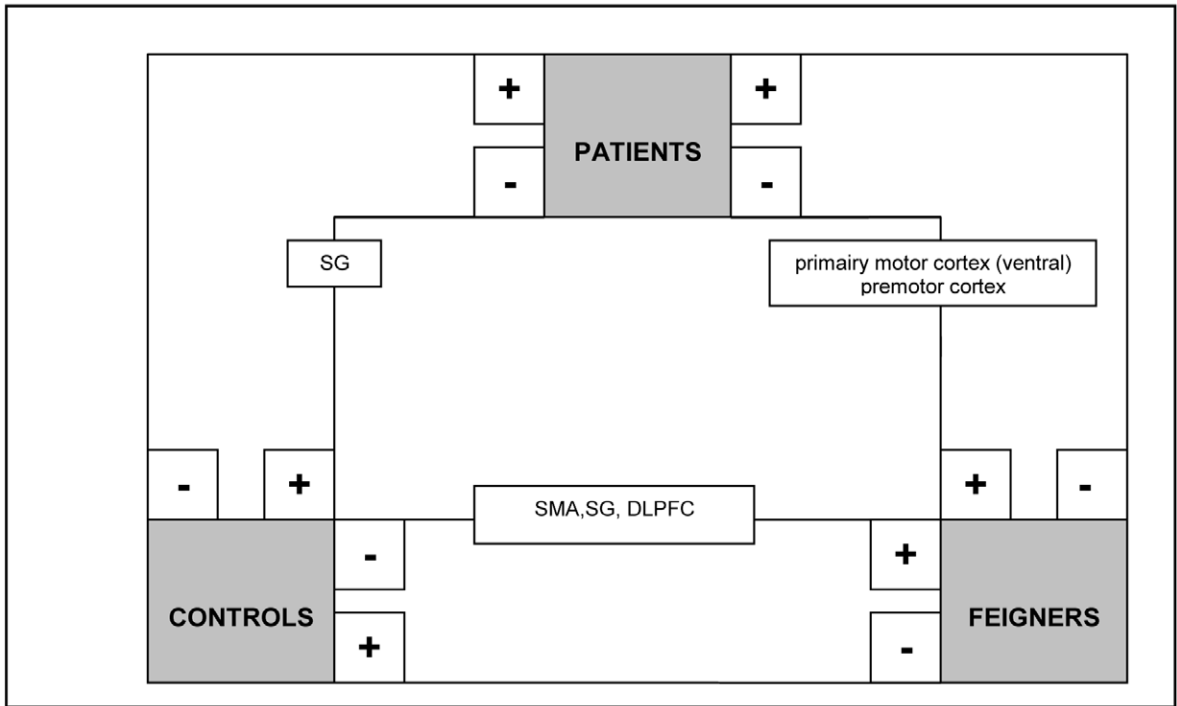 + +
PATIENTS
- -
SG
primairy motor cortex (ventral)
premotor cortex
- + + -
SMA,SG, DLPFC
- +
CONTROLS FEIGNERS
+ -